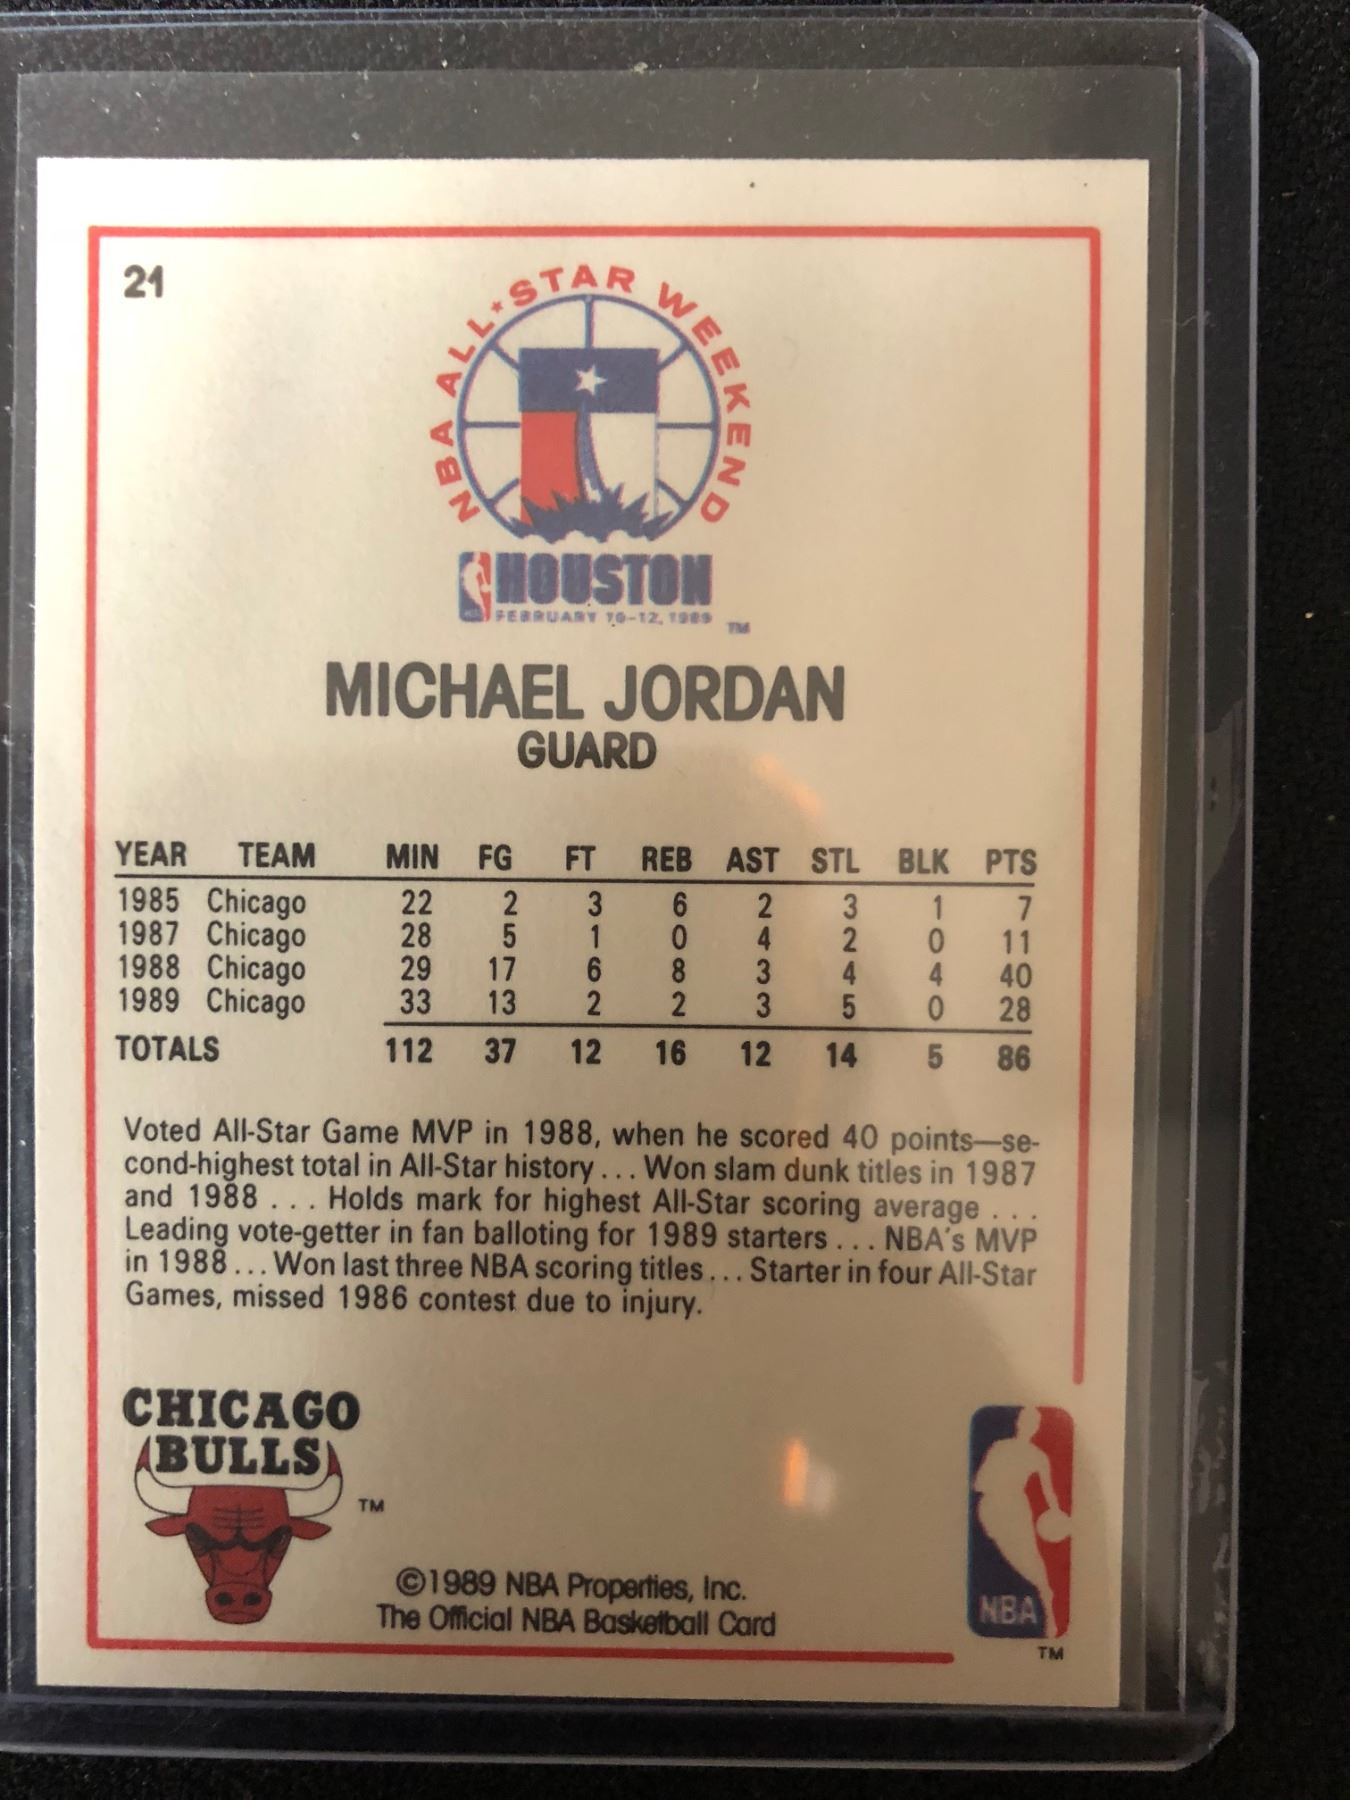 21
NBA ALL★STAR WEEKEND
HOUSTON
FEBRUARY 10-12, 1989 TM
MICHAEL JORDAN
GUARD
YEAR TEAM MIN FG FT REB AST STL BLK PTS
1985 Chicago 22 2 3 6 2 3 1 7
1987 Chicago 28 5 1 0 4 2 0 11
1988 Chicago 29 17 6 8 3 4 4 40
1989 Chicago 33 13 2 2 3 5 0 28
TOTALS 112 37 12 16 12 14 5 86
Voted All-Star Game MVP in 1988, when he scored 40 points—se-
cond-highest total in All-Star history... Won slam dunk titles in 1987
and 1988 ... Holds mark for highest All-Star scoring average ...
Leading vote-getter in fan balloting for 1989 starters ... NBA's MVP
in 1988... Won last three NBA scoring titles... Starter in four All-Star
Games, missed 1986 contest due to injury.
CHICAGO
BULLS
TM
©1989 NBA Properties, Inc.
The Official NBA Basketball Card
NBA
TM